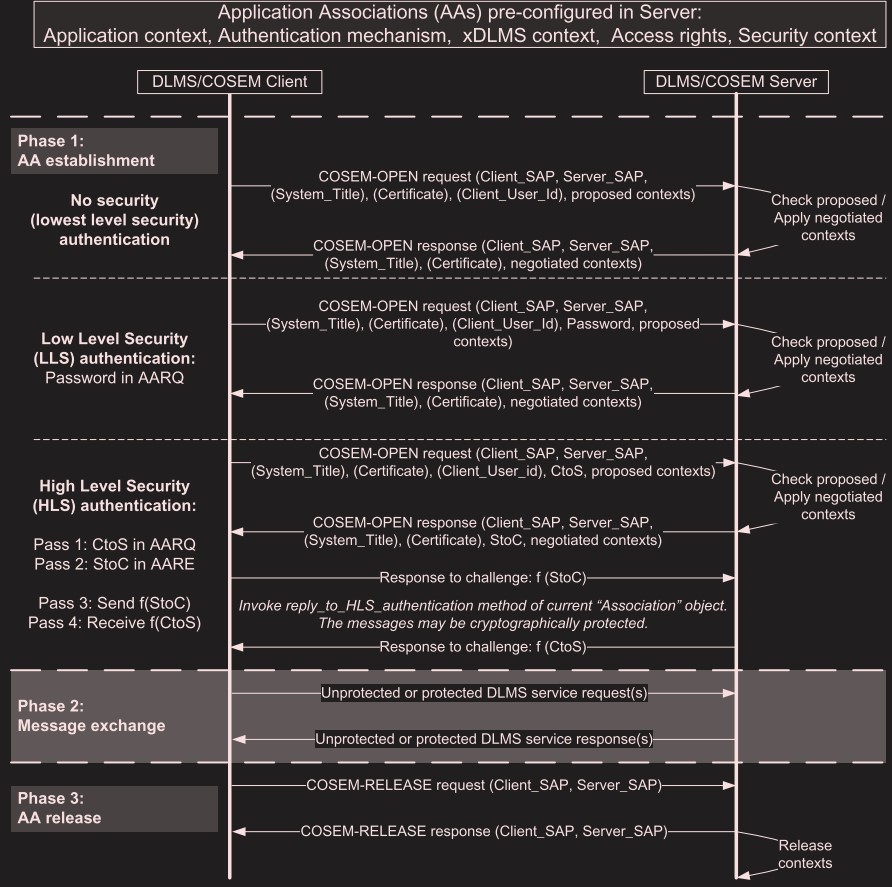 Application Associations (AAs) pre-configured in Server:
Application context, Authentication mechanism, xDLMS context, Access rights, Security context
DLMS/COSEM Client
DLMS/COSEM Server
Phase 1:
AA establishment
No security
(lowest level security)
authentication
COSEM-OPEN request (Client_SAP, Server_SAP,
(System_Title), (Certificate), (Client_User_Id), proposed contexts)
Check proposed /
Apply negotiated
contexts
COSEM-OPEN response (Client_SAP, Server_SAP,
(System_Title), (Certificate), negotiated contexts)
Low Level Security
(LLS) authentication:
Password in AARQ
COSEM-OPEN request (Client_SAP, Server_SAP,
(System_Title), (Certificate), (Client_User_Id), Password, proposed
contexts)
Check proposed /
Apply negotiated
contexts
COSEM-OPEN response (Client_SAP, Server_SAP,
(System_Title), (Certificate), negotiated contexts)
High Level Security
(HLS) authentication:
Pass 1: CtoS in AARQ
Pass 2: StoC in AARE
Pass 3: Send f(StoC)
Pass 4: Receive f(CtoS)
COSEM-OPEN request (Client_SAP, Server_SAP,
(System_Title), (Certificate), (Client_User_id), CtoS, proposed contexts)
Check proposed /
Apply negotiated
contexts
COSEM-OPEN response (Client_SAP, Server_SAP,
(System_Title), (Certificate), StoC, negotiated contexts)
Response to challenge: f (StoC)
Invoke reply_to_HLS_authentication method of current “Association” object.
The messages may be cryptographically protected.
Response to challenge: f (CtoS)
Phase 2:
Message exchange
Unprotected or protected DLMS service request(s)
Unprotected or protected DLMS service response(s)
Phase 3:
AA release
COSEM-RELEASE request (Client_SAP, Server_SAP)
COSEM-RELEASE response (Client_SAP, Server_SAP)
Release
contexts